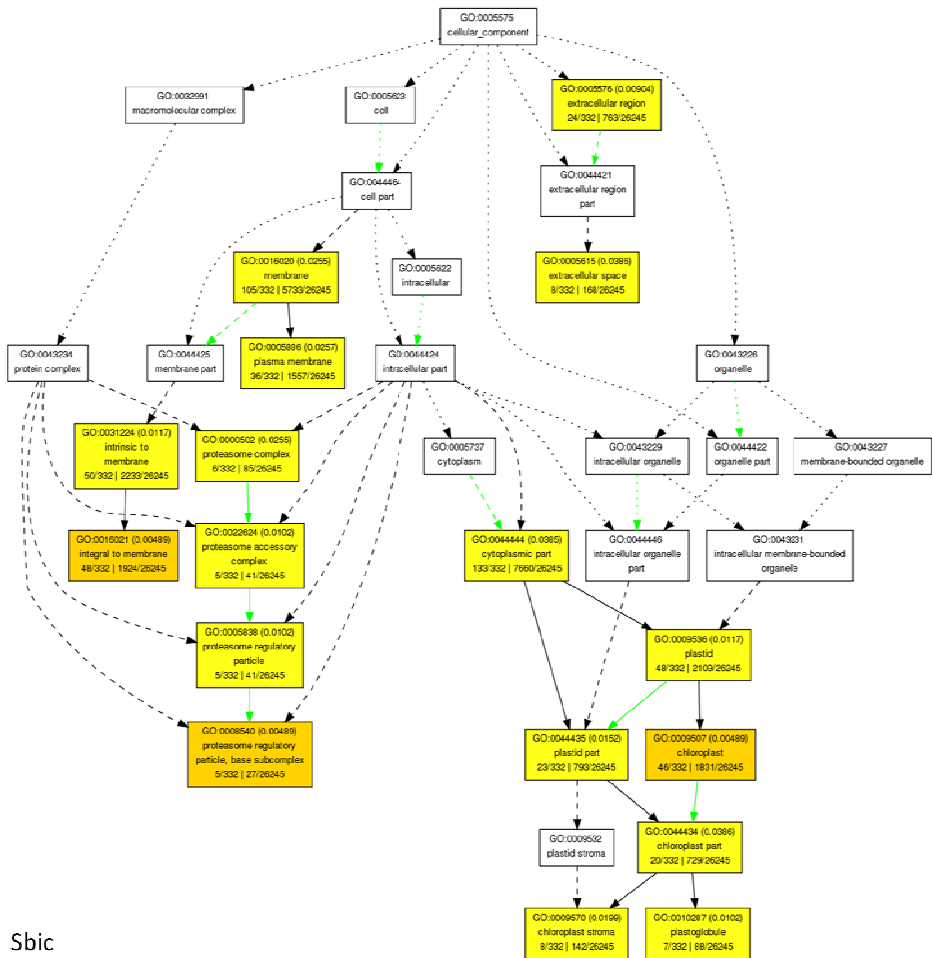 GO:0005575
cellular_component
GO:0032991
macromolecular complex
GO:0005623
cell
GO:0005576 (0.00904)
extracellular region
24/332 || 763/26245
GO:0044464
cell part
GO:0044421
extracellular region
part
GO:0016020 (0.0255)
membrane
105/332 || 5733/26245
GO:0005622
intracellular
GO:0005615 (0.0386)
extracellular space
8/332 || 168/26245
GO:0043234
protein complex
GO:0044425
membrane part
GO:0005886 (0.0257)
plasma membrane
36/332 || 1557/26245
GO:0044424
intracellular part
GO:0043226
organelle
GO:0031224 (0.0117)
intrinsic to
membrane
50/332 || 2233/26245
GO:0000502 (0.0255)
proteasome complex
6/332 || 85/26245
GO:0005737
cytoplasm
GO:0043229
intracellular organelle
GO:0044422
organelle part
GO:0043227
membrane-bounded organelle
GO:0016021 (0.00489)
integral to membrane
48/332 || 1924/26245
GO:0022624 (0.0102)
proteasome accessory
complex
5/332 || 41/26245
GO:0044444 (0.0385)
cytoplasmic part
133/332 || 7660/26245
GO:0044446
intracellular organelle
part
GO:0043231
intracellular membrane-bounded
organelle
GO:0005838 (0.0102)
proteasome regulatory
particle
5/332 || 41/26245
GO:0009536 (0.0117)
plastid
48/332 || 2109/26245
GO:0008540 (0.00489)
proteasome regulatory
particle, base subcomplex
5/332 || 27/26245
GO:0044435 (0.0152)
plastid part
23/332 || 793/26245
GO:0009507 (0.00489)
chloroplast
46/332 || 1831/26245
GO:0009532
plastid stroma
GO:0044434 (0.0386)
chloroplast part
20/332 || 729/26245
GO:0009570 (0.0199)
chloroplast stroma
8/332 || 142/26245
GO:0010287 (0.0102)
plastoglobule
7/332 || 88/26245
Sbic